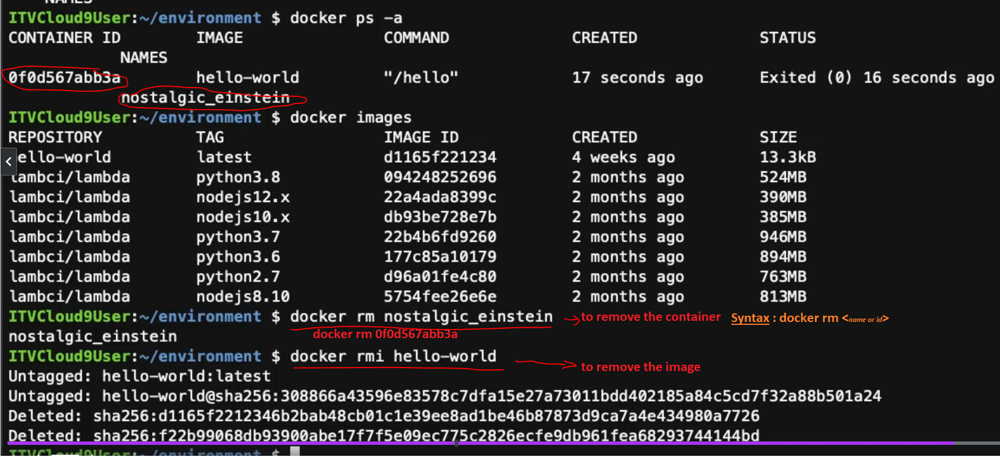 NAMES
ITVCloud9User:~/environment $ docker ps -a
CONTAINER ID IMAGE COMMAND CREATED STATUS
NAMES
0f0d567abb3a hello-world "/hello" 17 seconds ago Exited (0) 16 seconds ago
nostalgic_einstein
ITVCloud9User:~/environment $ docker images
REPOSITORY TAG IMAGE ID CREATED SIZE
hello-world latest d1165f221234 4 weeks ago 13.3kB
lambci/lambda python3.8 094248252696 2 months ago 524MB
lambci/lambda nodejs12.x 22a4ada8399c 2 months ago 390MB
lambci/lambda nodejs10.x db93be728e7b 2 months ago 385MB
lambci/lambda python3.7 22b4b6fd9260 2 months ago 946MB
lambci/lambda python3.6 177c85a10179 2 months ago 894MB
lambci/lambda python2.7 d96a01fe4c80 2 months ago 763MB
lambci/lambda nodejs8.10 5754fee26e6e 2 months ago 813MB
ITVCloud9User:~/environment $ docker rm nostalgic_einstein to remove the container Syntax : docker rm <name or id>
docker rm 0f0d567abb3a
nostalgic_einstein
ITVCloud9User:~/environment $ docker rmi hello-world
to remove the image
Untagged: hello-world:latest
Untagged: hello-world@sha256:308866a43596e83578c7dfa15e27a73011bdd402185a84c5cd7f32a88b501a24
Deleted: sha256:d1165f2212346b2bab48cb01c1e39ee8ad1be46b87873d9ca7a4e434980a7726
Deleted: sha256:f22b99068db93900abe17f7f5e09ec775c2826ecfe9db961fea68293744144bd
ITVCloud9User:~/environment $